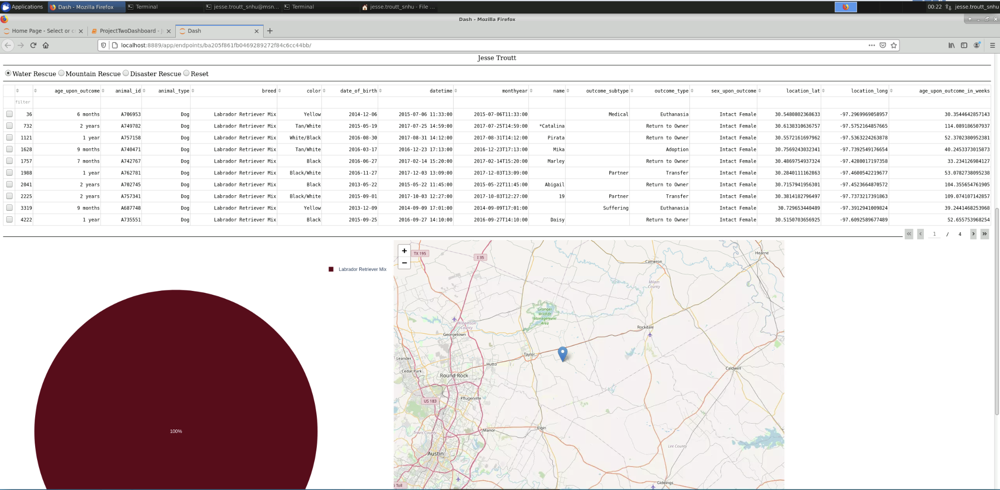 Applications Dash - Mozilla Firefox Terminal jesse.troutt_snhu@msn... Terminal jesse.troutt_snhu - File ... 00:22 jesse.troutt_snhu
Dash - Mozilla Firefox
Home Page - Select or c ProjectTwoDashboard - Dash
localhost:8889/app/endpoints/ba205f861fb0469289272f84c6cc44bb/
Jesse Troutt
Water Rescue Mountain Rescue Disaster Rescue Reset
age_upon_outcome animal_id animal_type breed color date_of_birth datetime monthyear name outcome_subtype outcome_type sex_upon_outcome location_lat location_long age_upon_outcome_in_weeks
filter
36 6 months A706953 Dog Labrador Retriever Mix Yellow 2014-12-06 2015-07-06 11:33:00 2015-07-06T11:33:00 Medical Euthanasia Intact Female 30.5480802368633 -97.2969969058957 30.3544642857143
732 2 years A749782 Dog Labrador Retriever Mix Tan/White 2015-05-19 2017-07-25 14:59:00 2017-07-25T14:59:00 *Catalina Return to Owner Intact Female 30.6138310636757 -97.5752164857665 114.089186507937
1121 1 year A757158 Dog Labrador Retriever Mix White/Black 2016-08-30 2017-08-31 14:12:00 2017-08-31T14:12:00 Pirata Return to Owner Intact Female 30.5572161697962 -97.5363224263878 52.3702380952381
1628 9 months A740471 Dog Labrador Retriever Mix Tan/White 2016-03-17 2016-12-23 17:13:00 2016-12-23T17:13:00 Mika Adoption Intact Female 30.7569243032341 -97.7392549176654 40.2453373015873
1757 7 months A742767 Dog Labrador Retriever Mix Black 2016-06-27 2017-02-14 15:20:00 2017-02-14T15:20:00 Marley Return to Owner Intact Female 30.4869754937324 -97.4280017197358 33.234126984127
1988 1 year A762781 Dog Labrador Retriever Mix Black/White 2016-11-27 2017-12-03 13:09:00 2017-12-03T13:09:00 Partner Transfer Intact Female 30.2840111162863 -97.4600542219677 53.0782738095238
2041 2 years A702745 Dog Labrador Retriever Mix Black 2013-05-22 2015-05-22 11:45:00 2015-05-22T11:45:00 Abigail Return to Owner Intact Female 30.7157941956301 -97.4523664870572 104.355654761905
2225 2 years A757341 Dog Labrador Retriever Mix Black/White 2015-09-01 2017-10-03 12:27:00 2017-10-03T12:27:00 19 Partner Transfer Intact Female 30.3814182796497 -97.7373217391863 109.074107142857
3319 9 months A687748 Dog Labrador Retriever Mix Yellow 2013-12-09 2014-09-09 17:01:00 2014-09-09T17:01:00 Suffering Euthanasia Intact Female 30.729653440489 -97.3912941009824 39.2441468253968
4222 1 year A735551 Dog Labrador Retriever Mix Black 2015-09-25 2016-09-27 14:10:00 2016-09-27T14:10:00 Daisy Return to Owner Intact Female 30.5150703656925 -97.6092589677489 52.655753968254
1 / 4
Labrador Retriever Mix
100%
+
−
TX 195
I 35
Hearne
Cameron
Milam
County
Granger
Wildlife
Management
Area
Williamson
County
Rockdale
Georgetown
Taylor
Leander
Hutto
Caldwell
Cedar Park
Round Rock
US 183
Pflugerville
Manor
Elgin
Travis County
Lee County
Austin
Giddings
Toll